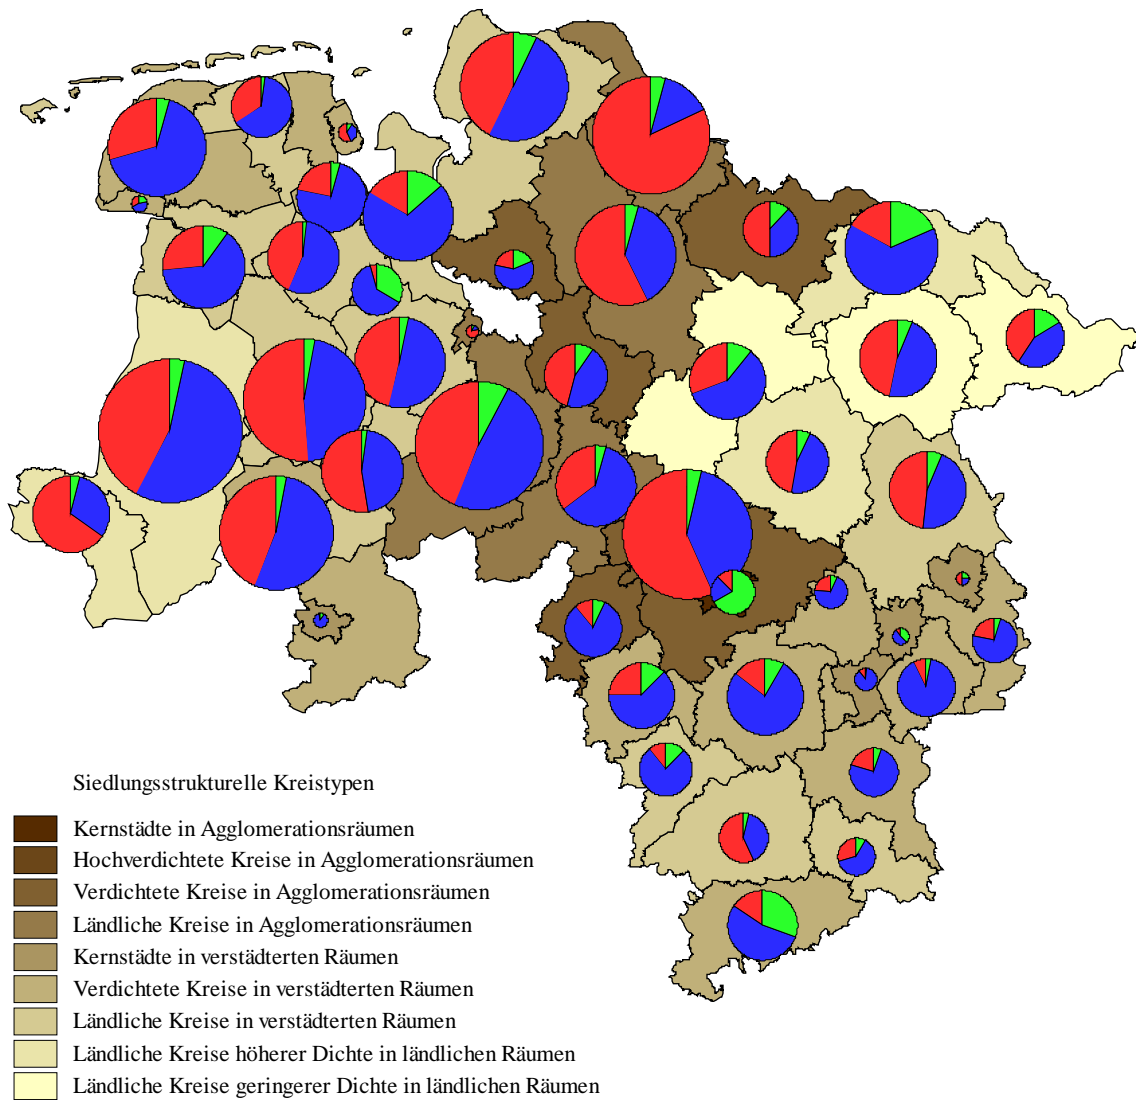 Siedlungsstrukturelle Kreistypen
Kernstädte in Agglomerationsräumen
Hochverdichtete Kreise in Agglomerationsräumen
Verdichtete Kreise in Agglomerationsräumen
Ländliche Kreise in Agglomerationsräumen
Kernstädte in verstädterten Räumen
Verdichtete Kreise in verstädterten Räumen
Ländliche Kreise in verstädterten Räumen
Ländliche Kreise höherer Dichte in ländlichen Räumen
Ländliche Kreise geringerer Dichte in ländlichen Räumen